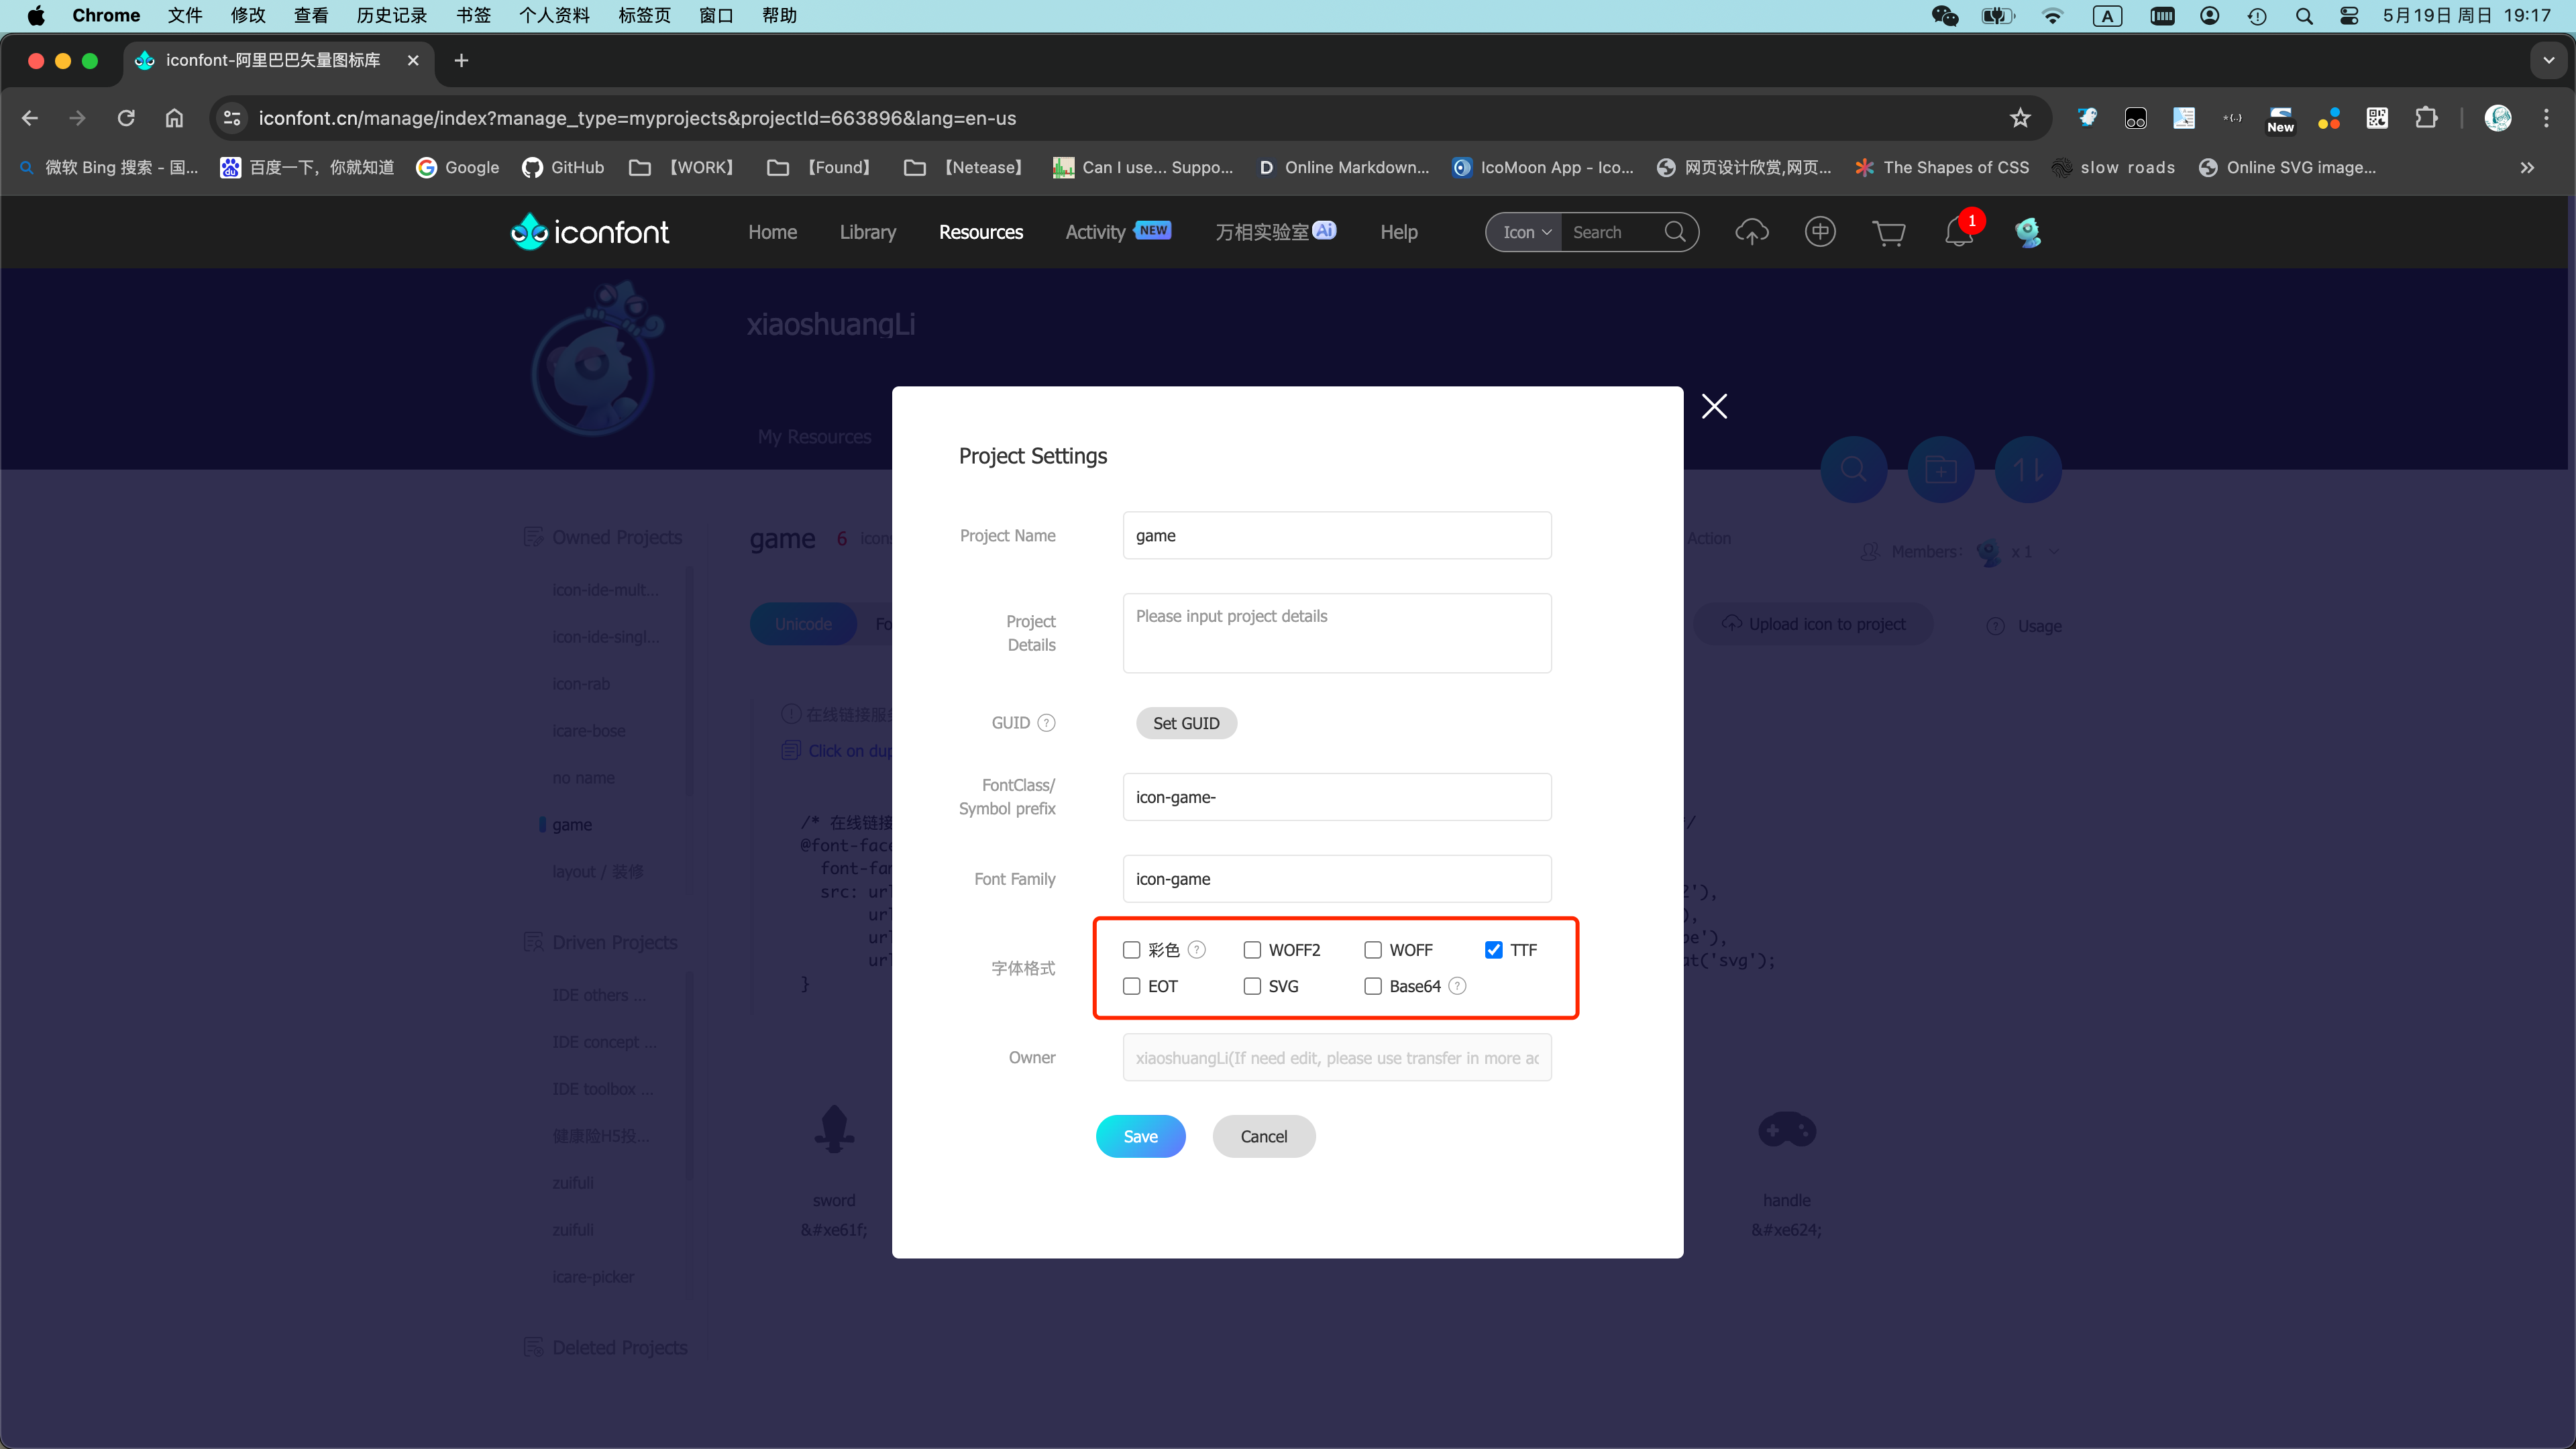 Chrome 文件 修改 查看 历史记录 书签 个人资料 标签页 窗口 帮助 A 5月19日 周日 19:17
iconfont-阿里巴巴矢量图标库
iconfont.cn/manage/index?manage_type=myprojects&projectId=663896&lang=en-us New
微软 Bing 搜索 - 国... 百度一下，你就知道 Google GitHub 【WORK】 【Found】 【Netease】 Can I use... Suppo... Online Markdown... IcoMoon App - Ico... 网页设计欣赏,网页... The Shapes of CSS slow roads Online SVG image...
iconfont Home Library Resources Activity NEW 万相实验室 Ai Help Icon Search 中 1
xiaoshuangLi
My Resources
Project Settings
Project Name game
Project Details Please input project details
GUID ? Set GUID
FontClass/ Symbol prefix icon-game-
Font Family icon-game
字体格式 彩色 ? WOFF2 WOFF TTF
EOT SVG Base64 ?
Owner xiaoshuangLi(If need edit, please use transfer in more ac
Save Cancel
Owned Projects
icon-ide-mult...
icon-ide-singl...
icon-rab
icare-bose
no name
game
layout / 装修
Driven Projects
IDE others ...
IDE concept ...
IDE toolbox ...
健康险H5投...
zuifull
zuifull
icare-picker
Deleted Projects
game 6 icons Action Members: x 1
Unicode Fo Upload icon to project ? Usage
在线链接服务
Click on dup
/* 在线链接 */
@font-face
font-fam
src: url 2'),
url ),
url pe'),
url at('svg');
}
sword handle
&#xe61f; &#xe624;